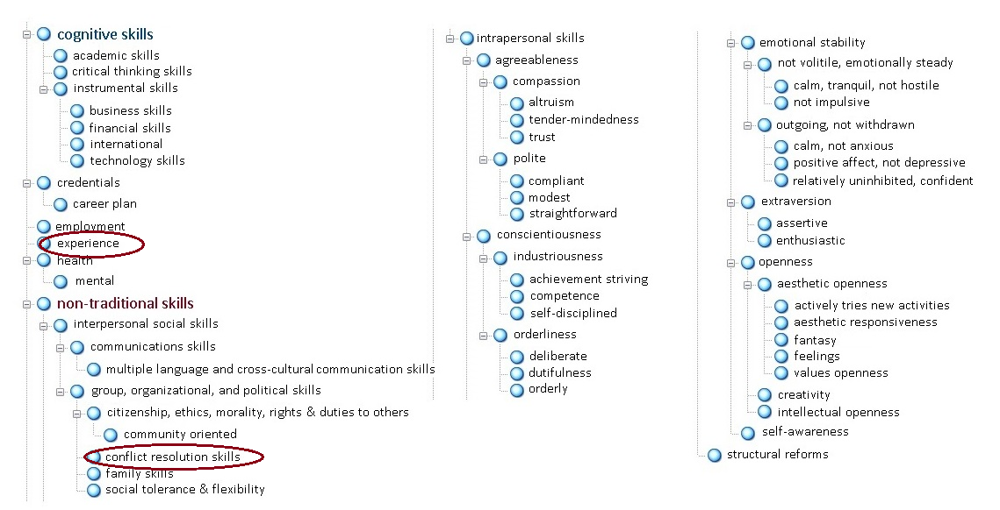 cognitive skills
academic skills
critical thinking skills
instrumental skills
business skills
financial skills
international
technology skills
credentials
career plan
employment
experience
health
mental
non-traditional skills
interpersonal social skills
communications skills
multiple language and cross-cultural communication skills
group, organizational, and political skills
citizenship, ethics, morality, rights & duties to others
community oriented
conflict resolution skills
family skills
social tolerance & flexibility
intrapersonal skills
agreeableness
compassion
altruism
tender-mindedness
trust
polite
compliant
modest
straightforward
conscientiousness
industriousness
achievement striving
competence
self-disciplined
orderliness
deliberate
dutifulness
orderly
emotional stability
not volitile, emotionally steady
calm, tranquil, not hostile
not impulsive
outgoing, not withdrawn
calm, not anxious
positive affect, not depressive
relatively uninhibited, confident
extraversion
assertive
enthusiastic
openness
aesthetic openness
actively tries new activities
aesthetic responsiveness
fantasy
feelings
values openness
creativity
intellectual openness
self-awareness
structural reforms